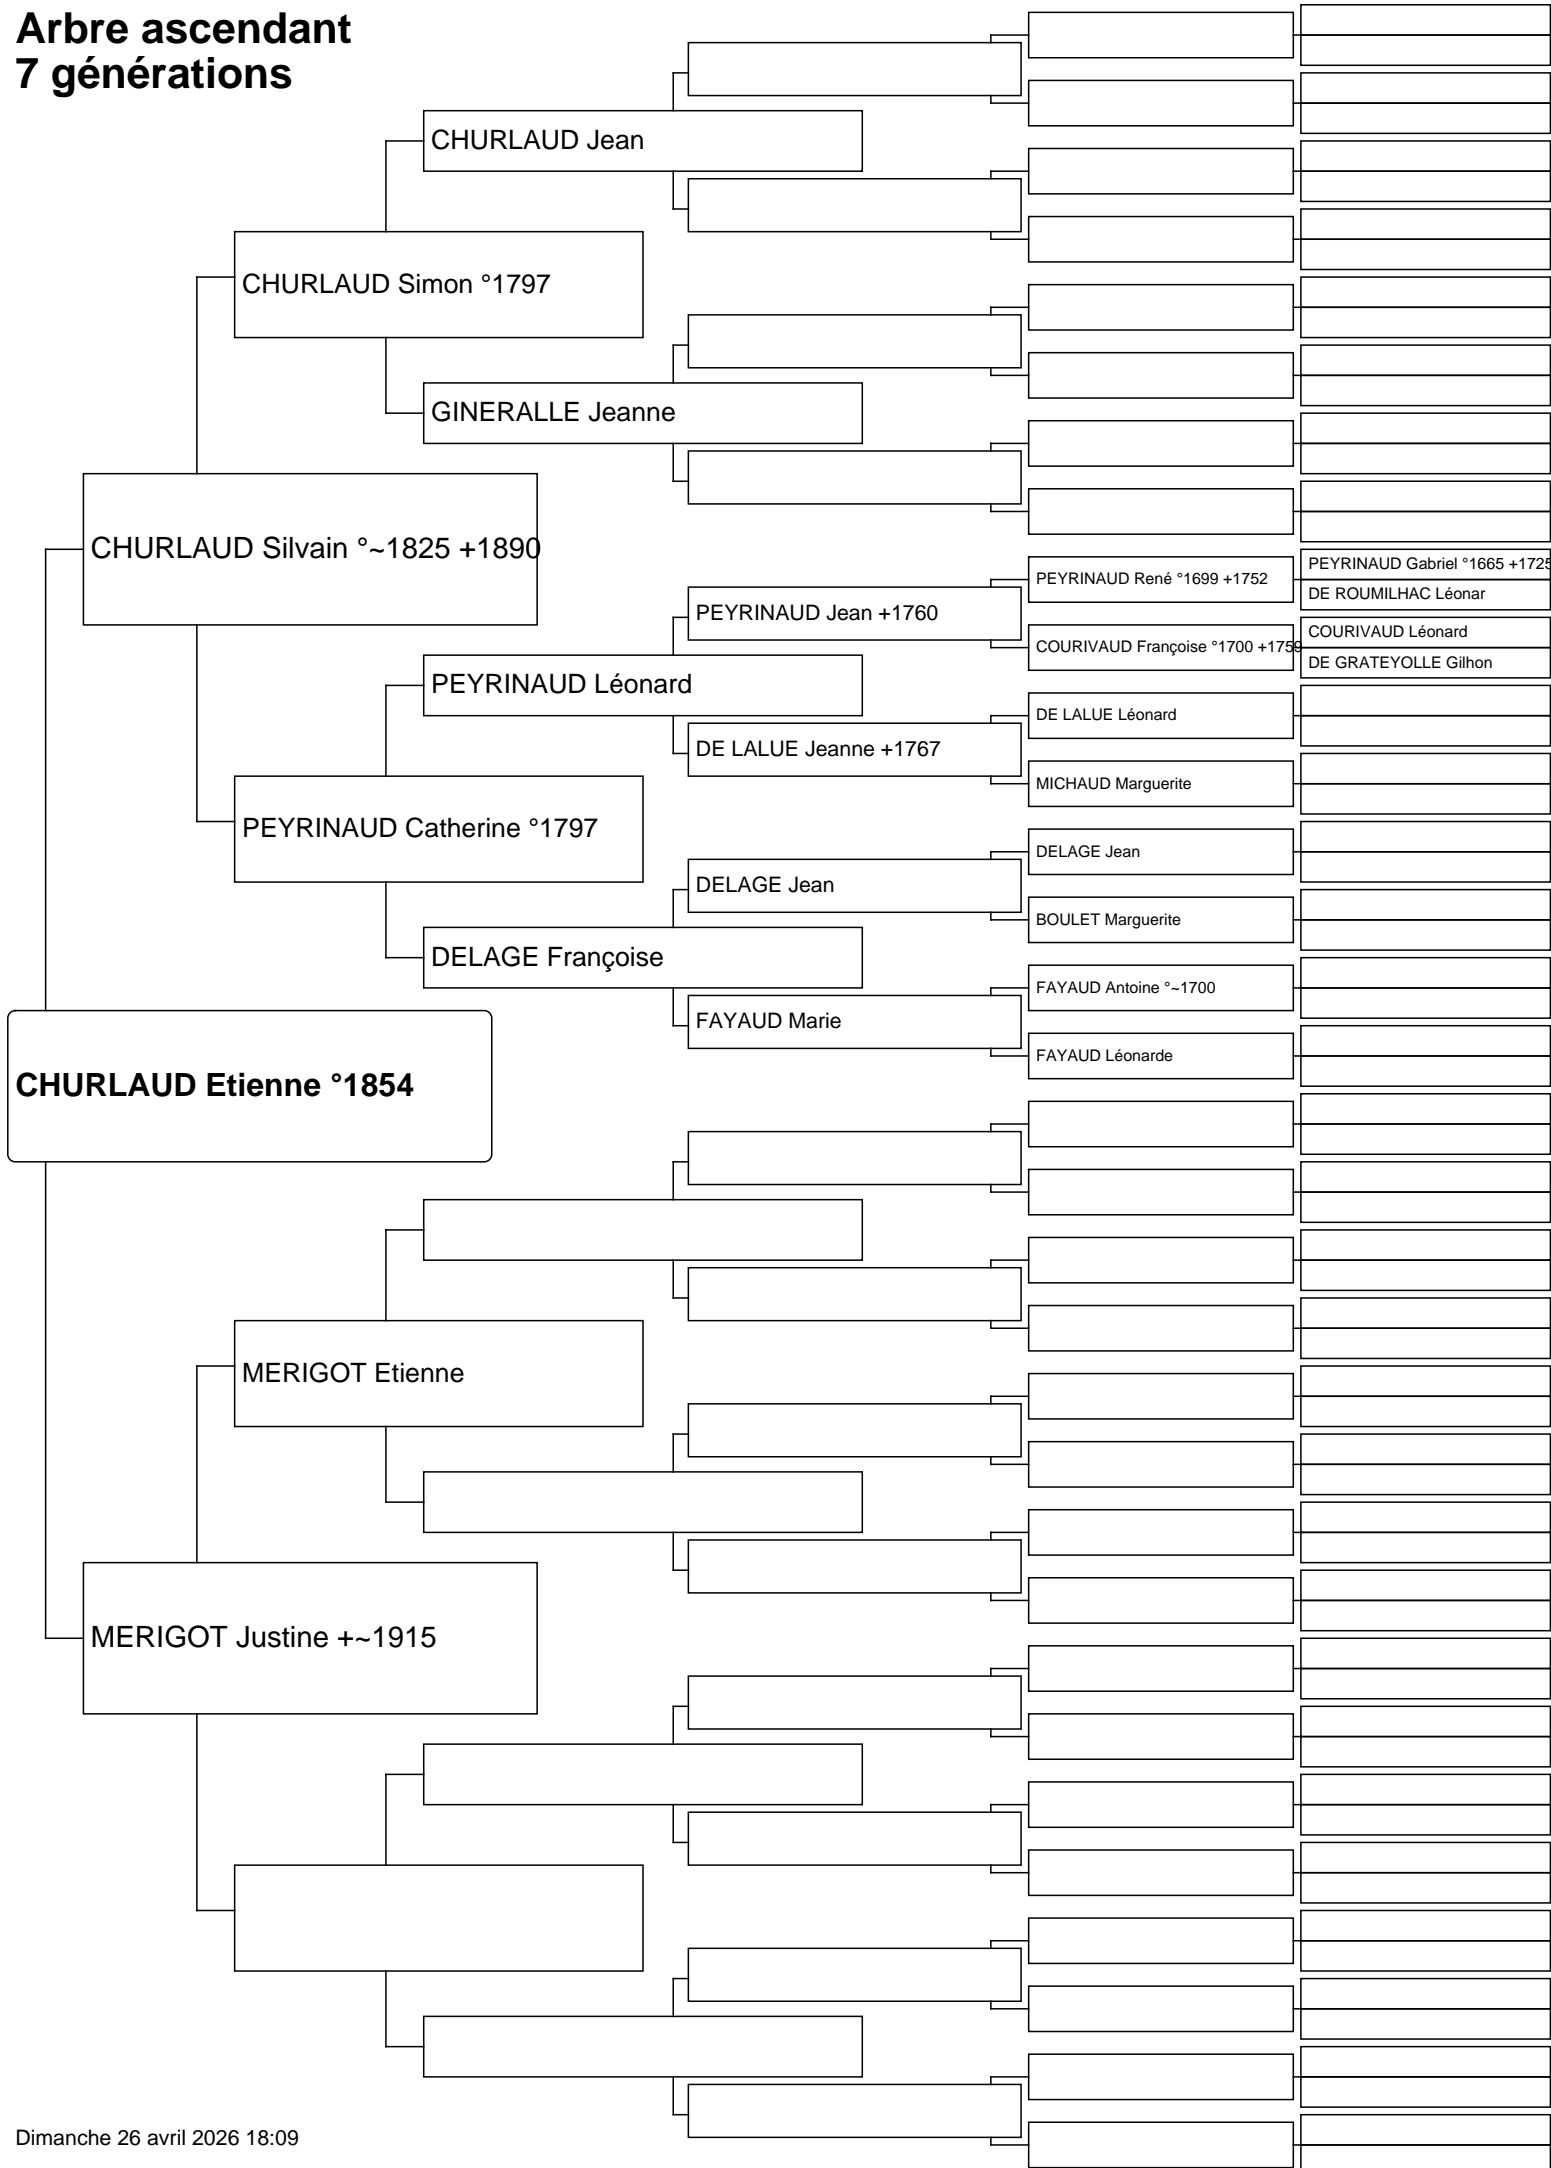 Arbre ascendant
7 générations
CHURLAUD Jean
CHURLAUD Simon °1797
GINERALLE Jeanne
CHURLAUD Silvain °~1825 +1890
PEYRINAUD René °1699 +1752
PEYRINAUD Gabriel °1665 +1725
DE ROUMILHAC Léonar
PEYRINAUD Jean +1760
COURIVAUD Françoise °1700 +1759
COURIVAUD Léonard
DE GRATEYOLLE Gilhon
PEYRINAUD Léonard
DE LALUE Léonard
DE LALUE Jeanne +1767
MICHAUD Marguerite
PEYRINAUD Catherine °1797
DELAGE Jean
DELAGE Jean
BOULET Marguerite
DELAGE Françoise
FAYAUD Antoine °~1700
FAYAUD Marie
FAYAUD Léonarde
CHURLAUD Etienne °1854
MERIGOT Etienne
MERIGOT Justine +~1915
Dimanche 26 avril 2026 18:09